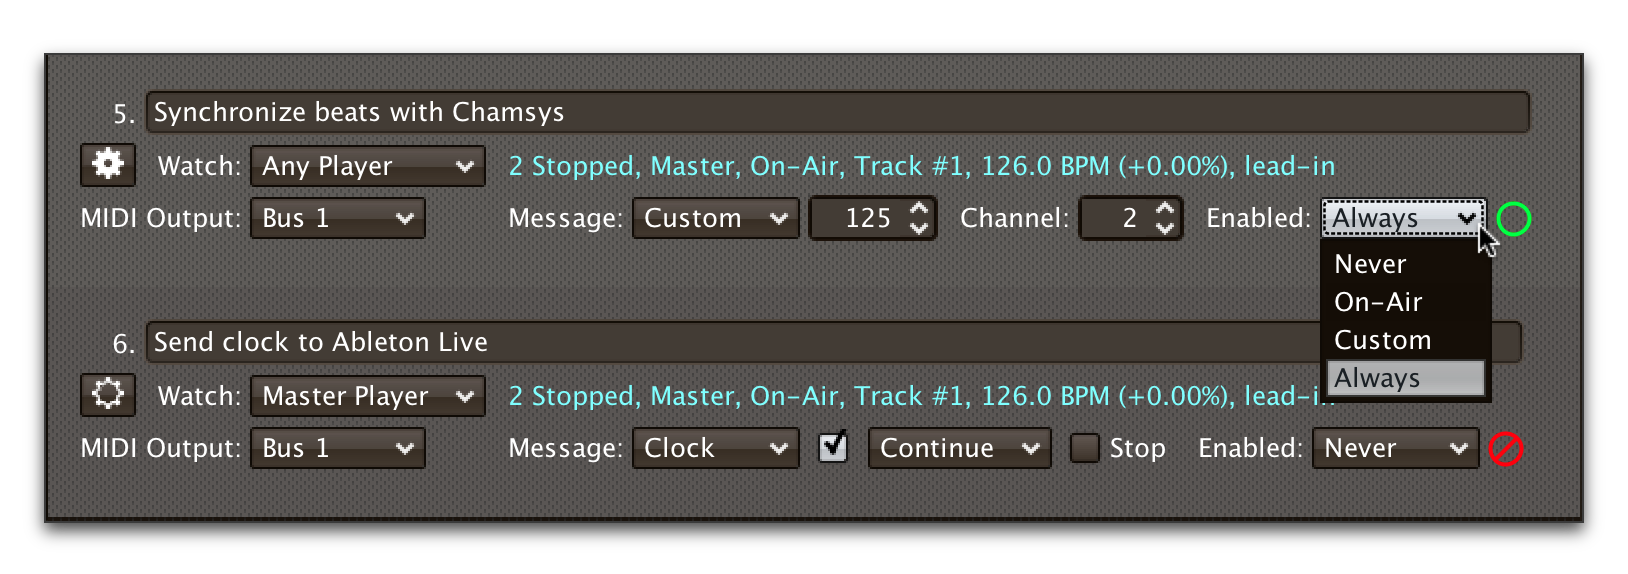 5. Synchronize beats with Chamsys
Watch: Any Player 2 Stopped, Master, On-Air, Track #1, 126.0 BPM (+0.00%), lead-in
MIDI Output: Bus 1 Message: Custom 125 Channel: 2 Enabled: Always
Never
On-Air
Custom
Always
6. Send clock to Ableton Live
Watch: Master Player 2 Stopped, Master, On-Air, Track #1, 126.0 BPM (+0.00%), lead-in
MIDI Output: Bus 1 Message: Clock Continue Stop Enabled: Never